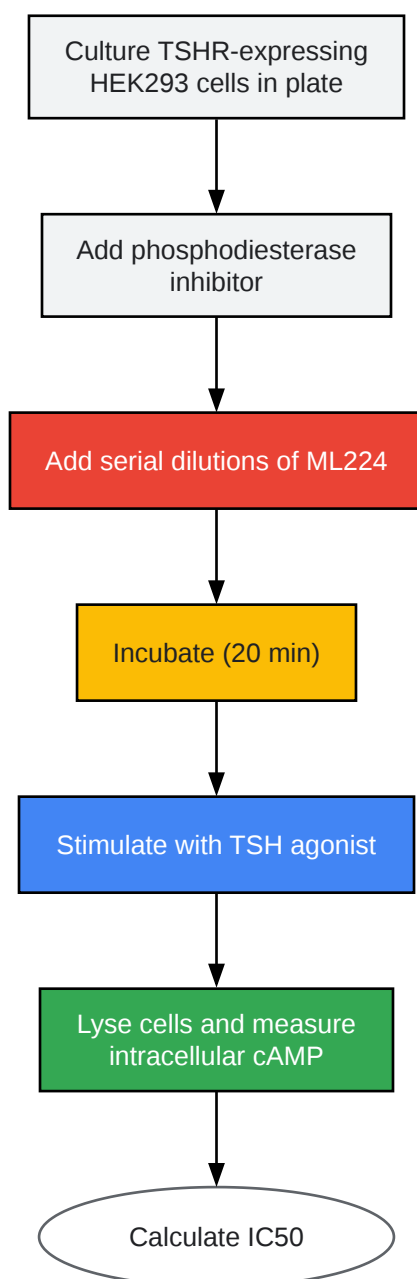 Culture TSHR-expressing
HEK293 cells in plate
Add phosphodiesterase
inhibitor
Add serial dilutions of ML224
Incubate (20 min)
Stimulate with TSH agonist
Lyse cells and measure
intracellular cAMP
Calculate IC50